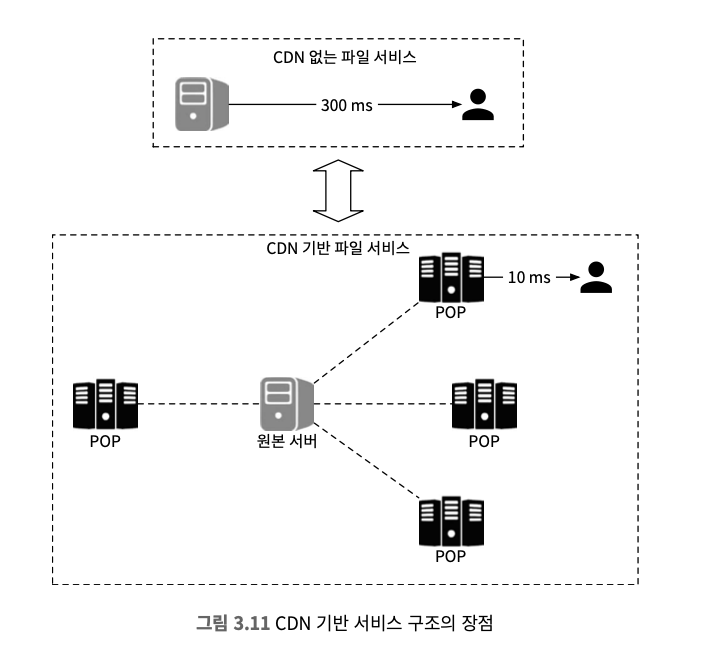 CDN 없는 파일 서비스
300 ms
CDN 기반 파일 서비스
10 ms
POP
POP
원본 서버
POP
POP
그림 3.11 CDN 기반 서비스 구조의 장점